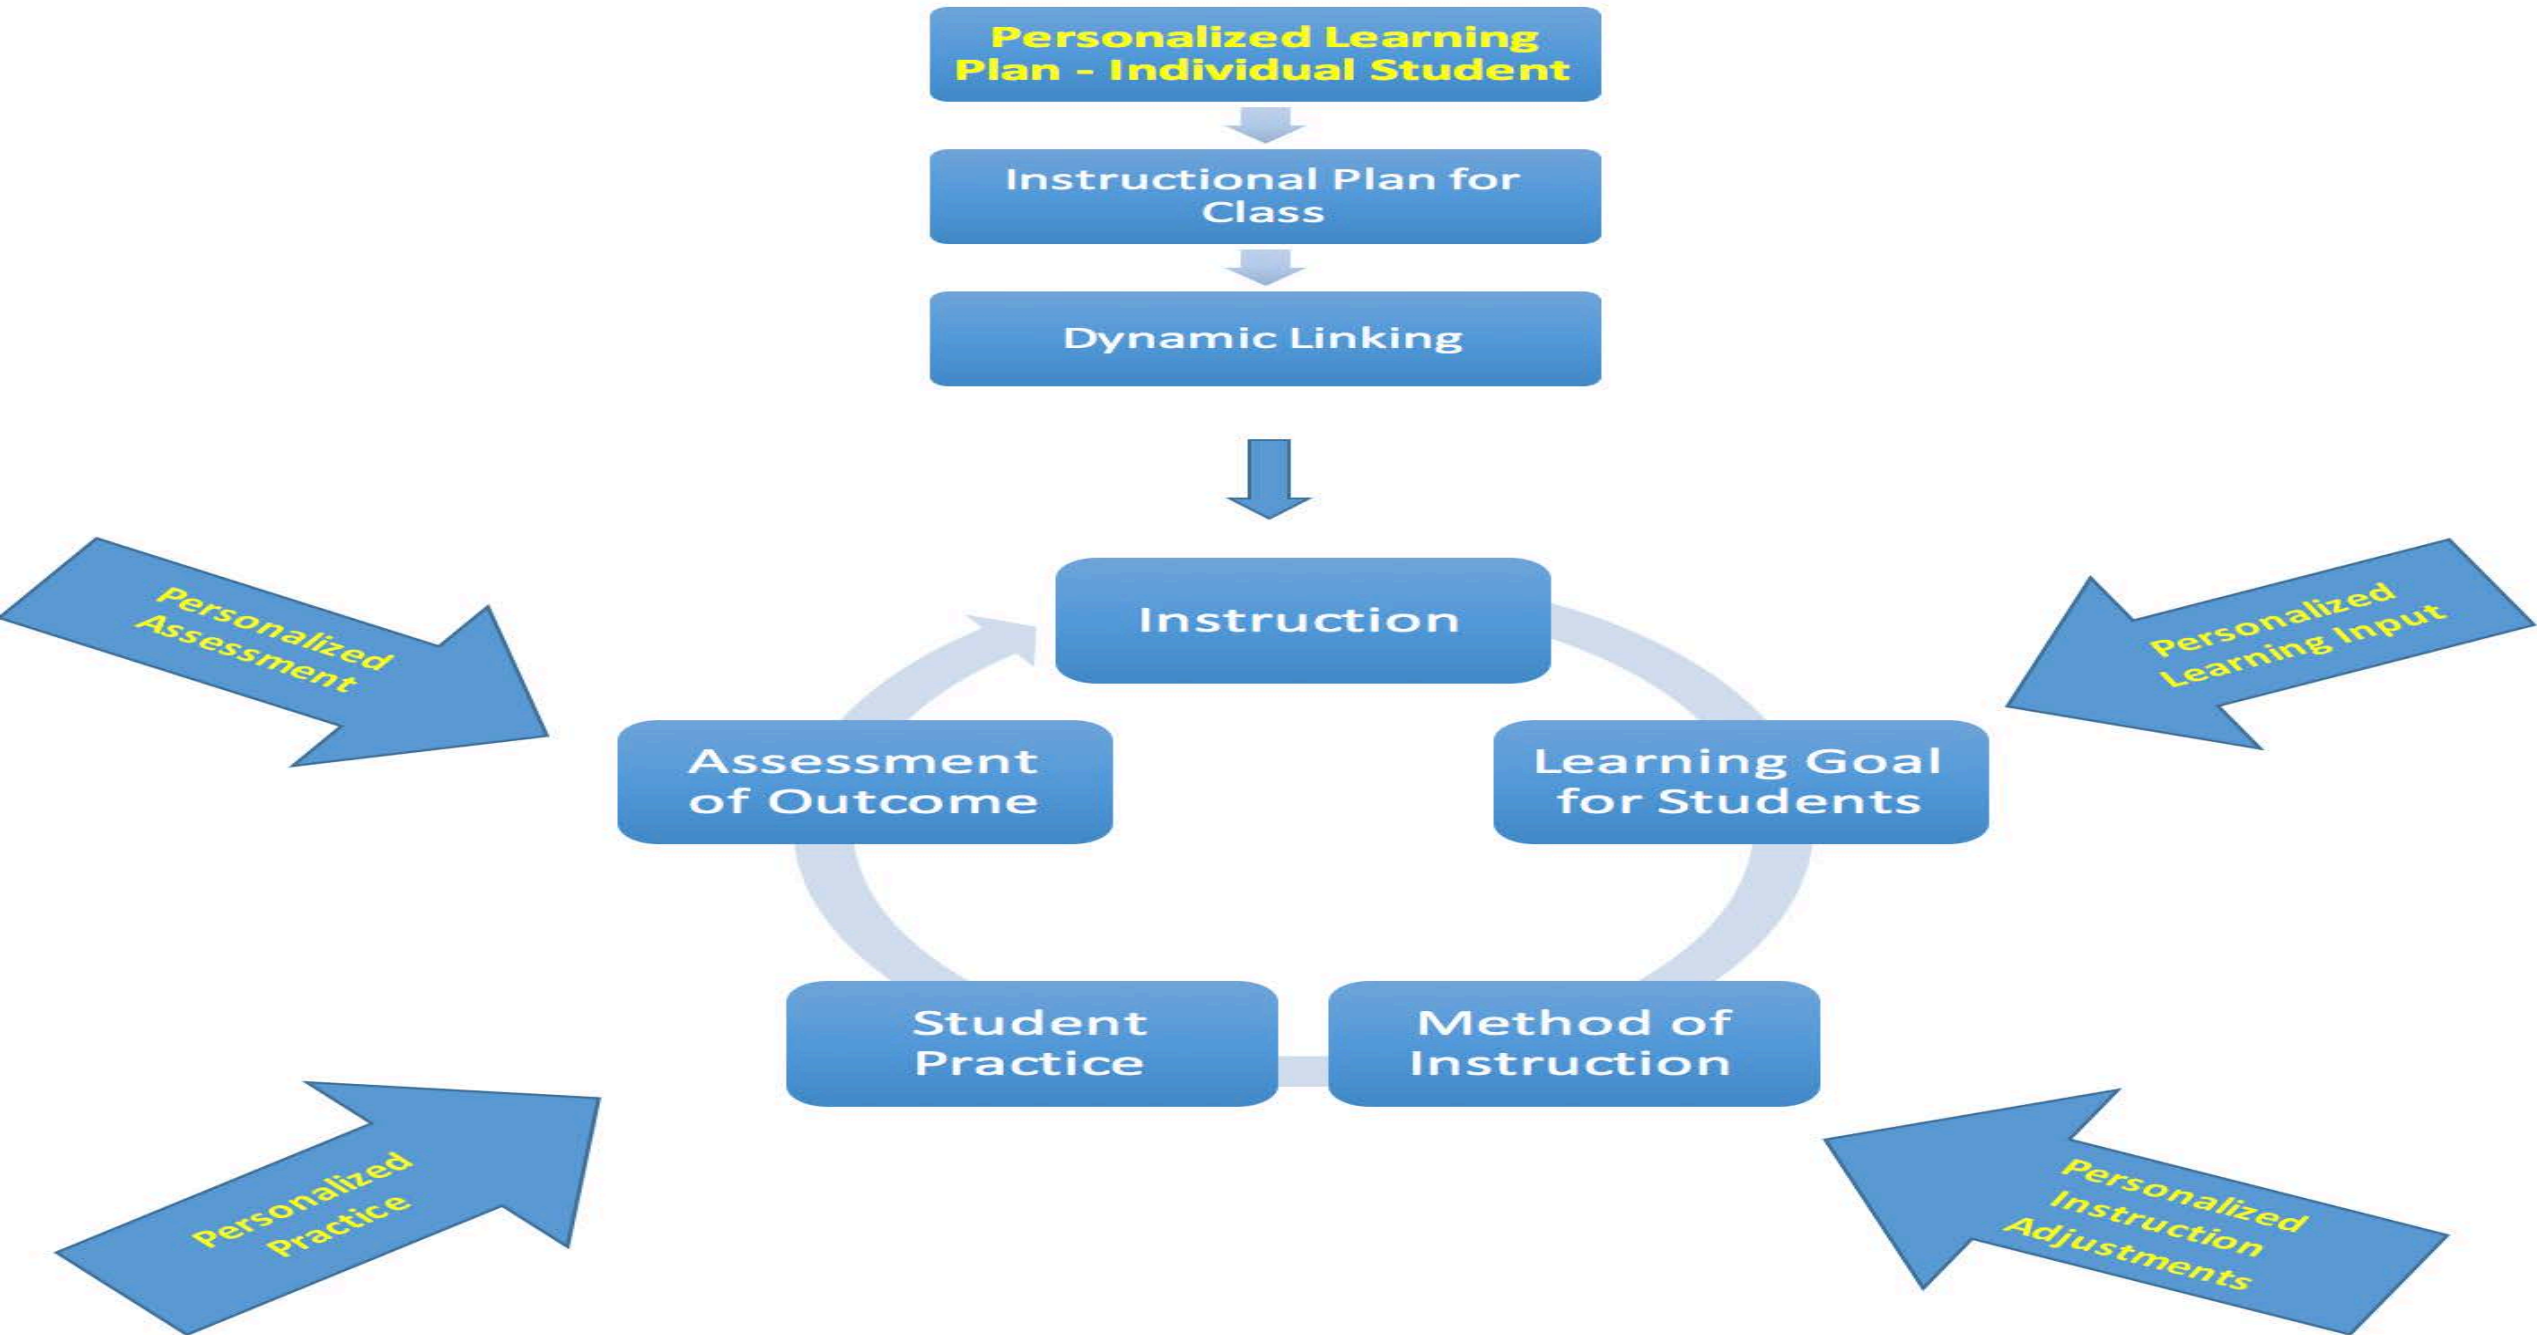 Personalized Learning
Plan - Individual Student
Instructional Plan for
Class
Dynamic Linking
Instruction
Personalized
Assessment
Personalized
Learning Input
Assessment
of Outcome
Learning Goal
for Students
Student
Practice
Method of
Instruction
Personalized
Practice
Personalized
Instruction
Adjustments